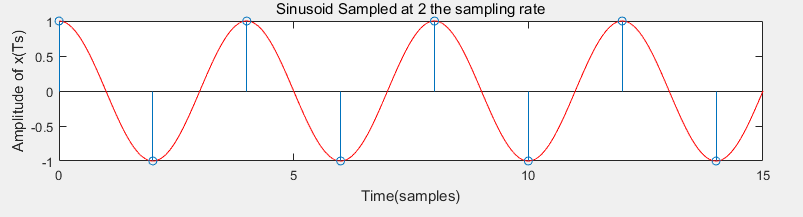 Sinusoid Sampled at 2 the sampling rate
Amplitude of x(Ts)
1
0.5
0
-0.5
-1
0 5 10 15
Time(samples)